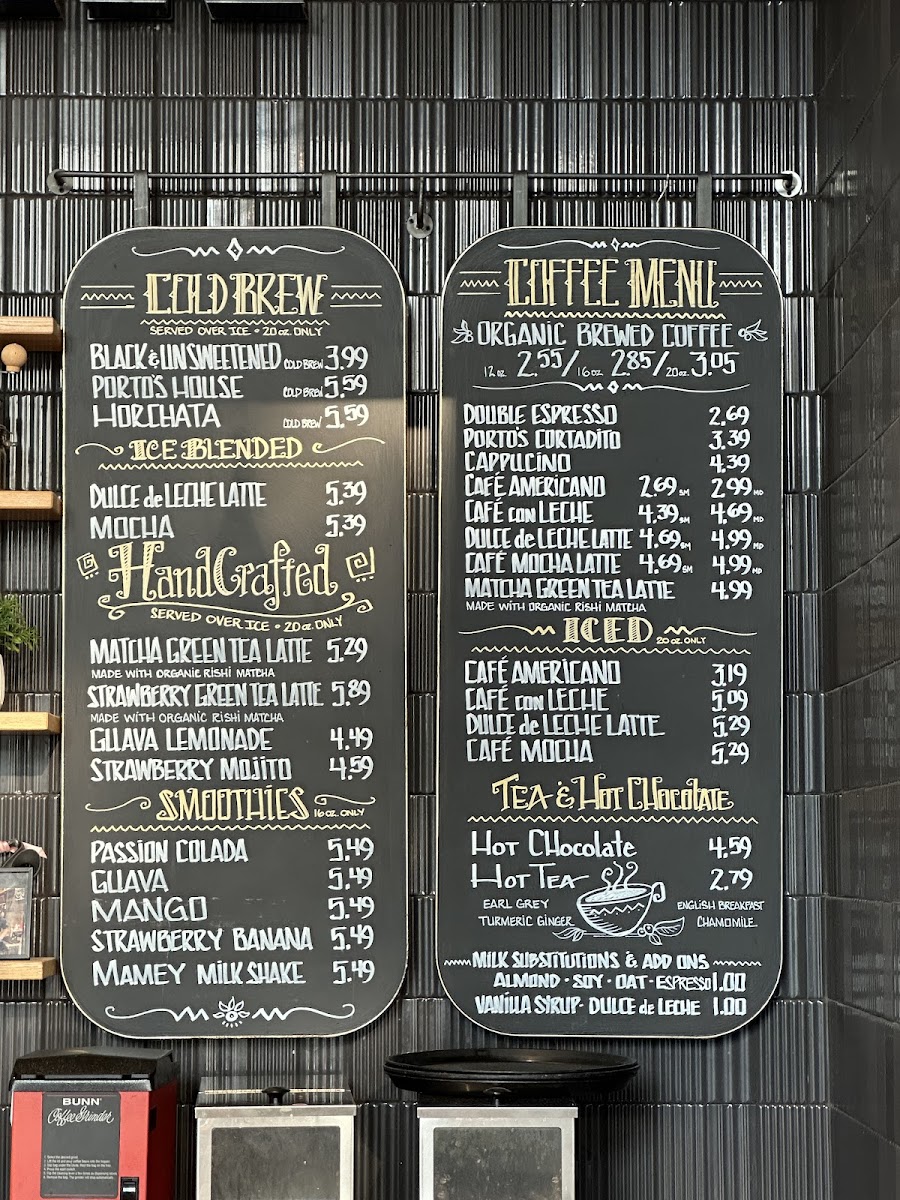 COLD BREW
SERVED OVER ICE • 20 oz. ONLY
BLACK & UNSWEETENED COLD BREW 3.99
PORTO'S HOUSE COLD BREW 5.59
HORCHATA COLD BREW 5.59
ICE BLENDED
DULCE de LECHE LATTE 5.39
MOCHA 5.39
HandCrafted
SERVED OVER ICE • 20 oz. ONLY
MATCHA GREEN TEA LATTE 5.29
MADE WITH ORGANIC RISHI MATCHA
STRAWBERRY GREEN TEA LATTE 5.89
MADE WITH ORGANIC RISHI MATCHA
GUAVA LEMONADE 4.49
STRAWBERRY MOJITO 4.59
SMOOTHIES 16 oz. ONLY
PASSION COLADA 5.49
GUAVA 5.49
MANGO 5.49
STRAWBERRY BANANA 5.49
MAMEY MILK SHAKE 5.49
COFFEE MENU
ORGANIC BREWED COFFEE
12 oz 2.55/ 16 oz. 2.85/ 20 oz. 3.05
DOUBLE ESPRESSO 2.69
PORTO'S CORTADITO 3.39
CAPPUCINO 4.39
CAFÉ AMERICANO 2.69 SM 2.99 MD
CAFÉ con LECHE 4.39 SM 4.69 MD
DULCE de LECHE LATTE 4.69 SM 4.99 MD
CAFÉ MOCHA LATTE 4.69 SM 4.99 MD
MATCHA GREEN TEA LATTE 4.99
MADE WITH ORGANIC RISHI MATCHA
ICED 20 oz. ONLY
CAFÉ AMERICANO 3.19
CAFÉ con LECHE 5.09
DULCE de LECHE LATTE 5.29
CAFÉ MOCHA 5.29
TEA & HOT CHOCOLATE
HOT CHOCOLATE 4.59
HOT TEA 2.79
EARL GREY ENGLISH BREAKFAST
TURMERIC GINGER CHAMOMILE
MILK SUBSTITUTIONS & ADD ONS
ALMOND • SOY • OAT - ESPRESSO 1.00
VANILLA SYRUP - DULCE de LECHE 1.00
BUNN
Coffee Grinder